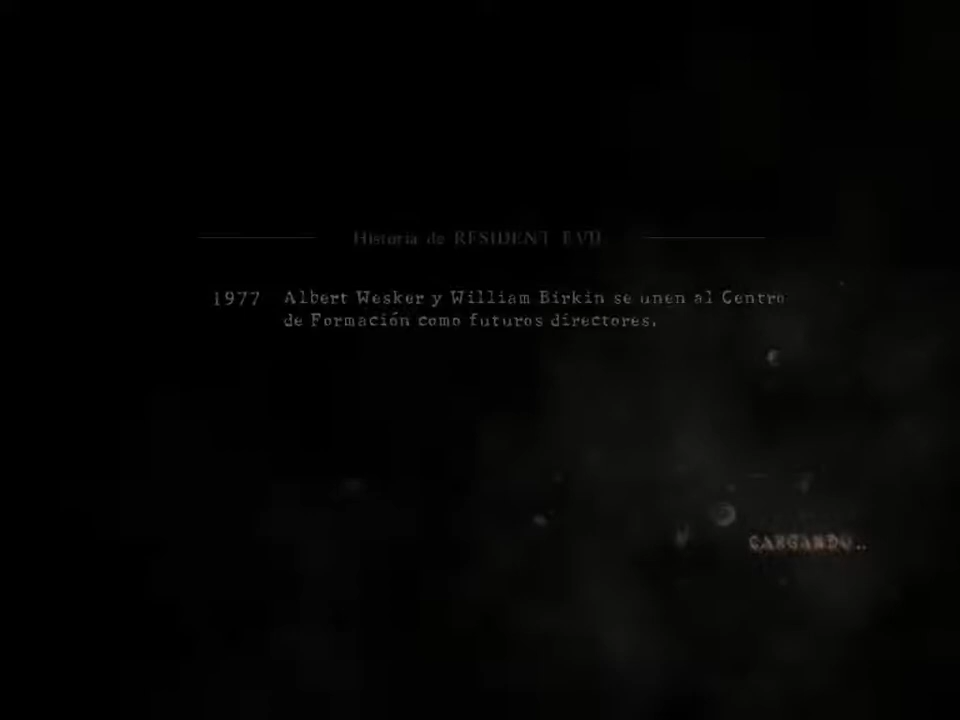 Historia de RESIDENT EVIL
1977 Albert Wesker y William Birkin se unen al Centro
de Formación como futuros directores.
CARGANDO..